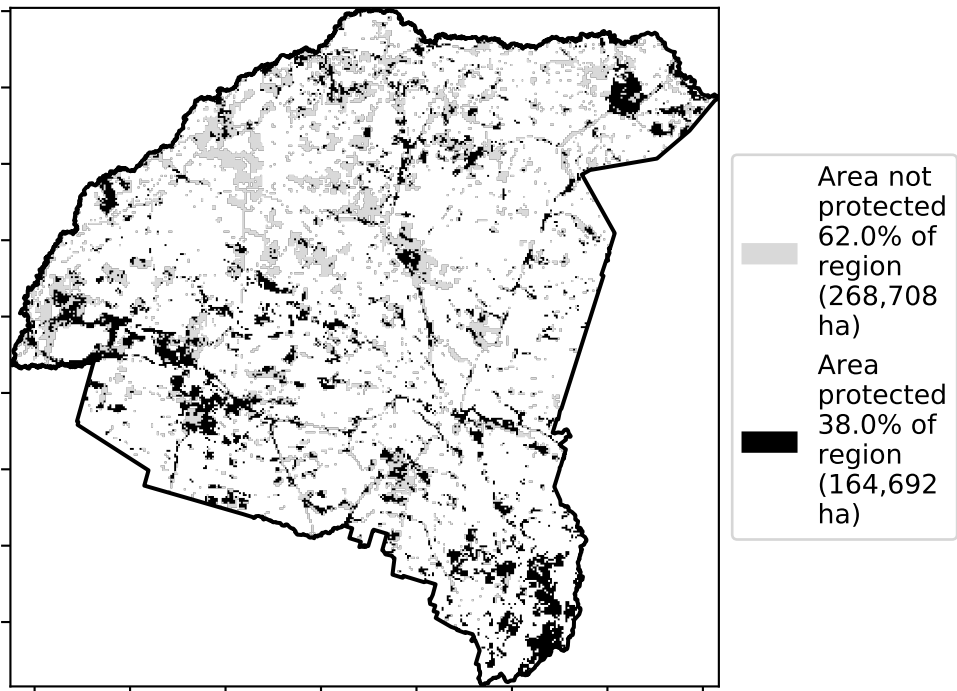 Area not
protected
62.0% of
region
(268,708
ha)
Area
protected
38.0% of
region
(164,692
ha)